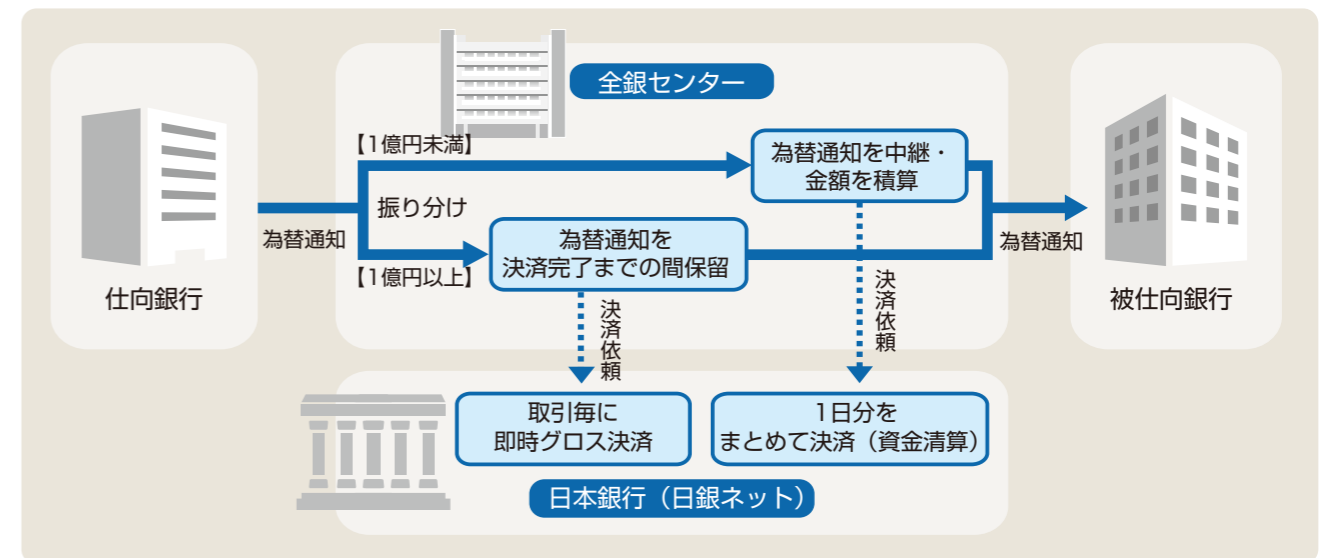 全銀センター
【1億円未満】
為替通知を中継・
金額を積算
振り分け
為替通知
為替通知を
決済完了までの間保留
為替通知
【1億円以上】
仕向銀行
被仕向銀行
決済依頼
決済依頼
取引毎に
即時グロス決済
1日分を
まとめて決済（資金清算）
日本銀行（日銀ネット）